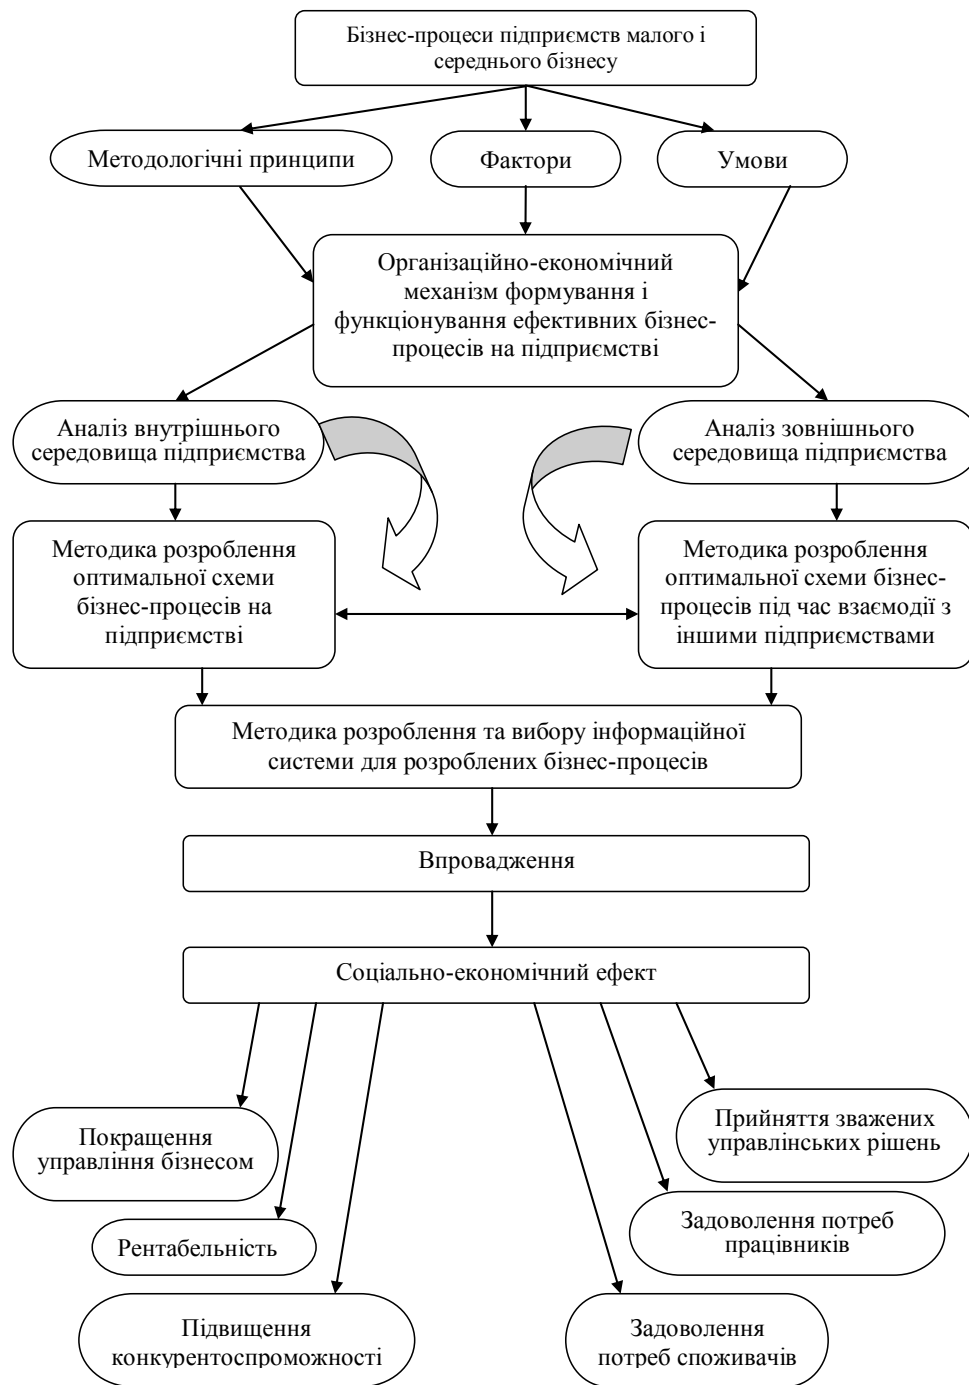 Бізнес-процеси підприємств малого і
середнього бізнесу
Методологічні принципи
Фактори
Умови
Організаційно-економічний
механізм формування і
функціонування ефективних бізнес-
процесів на підприємстві
Аналіз внутрішнього
середовища підприємства
Аналіз зовнішнього
середовища підприємства
Методика розроблення
оптимальної схеми
бізнес-процесів на
підприємстві
Методика розроблення
оптимальної схеми бізнес-
процесів під час взаємодії з
іншими підприємствами
Методика розроблення та вибору інформаційної
системи для розроблених бізнес-процесів
Впровадження
Соціально-економічний ефект
Покращення
управління бізнесом
Прийняття зважених
управлінських рішень
Рентабельність
Задоволення потреб
працівників
Підвищення
конкурентоспроможності
Задоволення
потреб споживачів